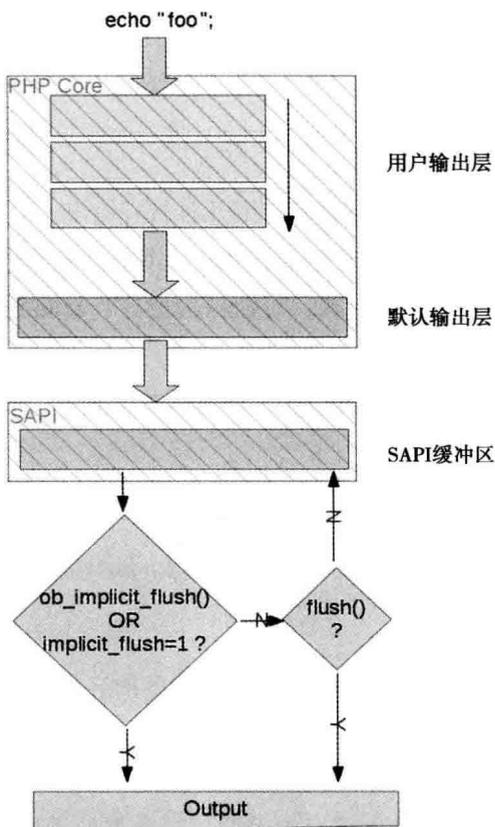 echo "foo";
PHP Core
用户输出层
默认输出层
SAPI
SAPI缓冲区
N
ob_implicit_flush()
OR
implicit_flush=1 ?
N
flush()
?
Y
Y
Output